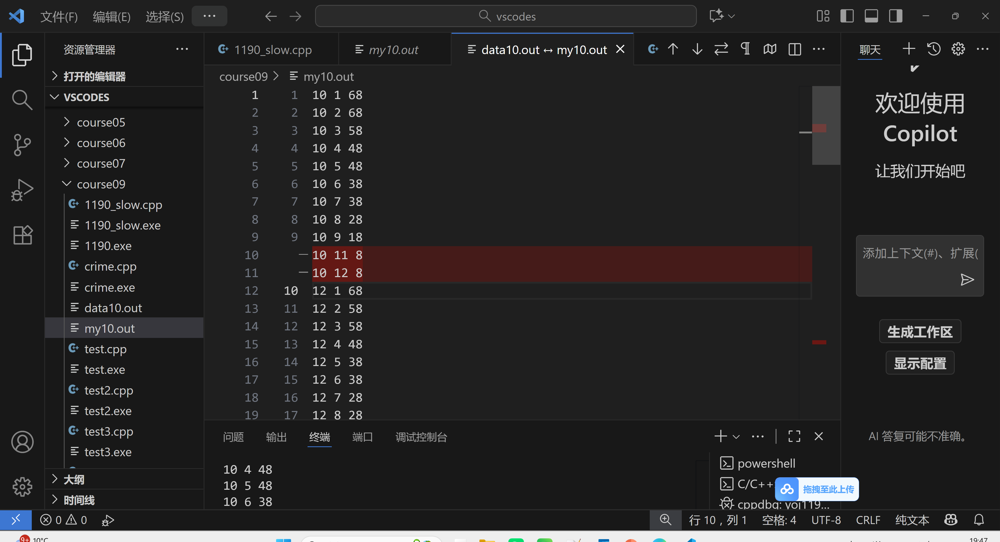 文件(F) 编辑(E) 选择(S) ··· vscodes
资源管理器 ···
打开的编辑器
VSCODES
course05
course06
course07
course09
1190_slow.cpp
1190_slow.exe
1190.exe
crime.cpp
crime.exe
data10.out
my10.out
test.cpp
test.exe
test2.cpp
test2.exe
test3.cpp
test3.exe
大纲
时间线
1190_slow.cpp my10.out data10.out ↔ my10.out
course09 > my10.out
1 1 10 1 68
2 2 10 2 68
3 3 10 3 58
4 4 10 4 48
5 5 10 5 48
6 6 10 6 38
7 7 10 7 38
8 8 10 8 28
9 9 10 9 18
10 — 10 11 8
11 — 10 12 8
12 10 12 1 68
13 11 12 2 58
14 12 12 3 58
15 13 12 4 48
16 14 12 5 38
17 15 12 6 38
18 16 12 7 28
19 17 12 8 28
问题 输出 终端 端口 调试控制台
10 4 48
10 5 48
10 6 38
powershell
C/C++:
cppdbg: yoj119...
拖拽至此上传
聊天
欢迎使用
Copilot
让我们开始吧
添加上下文(#)、扩展(
生成工作区
显示配置
AI 答复可能不准确。
0 0 行 10，列 1 空格: 4 UTF-8 CRLF 纯文本
9+ 10°C 19:47